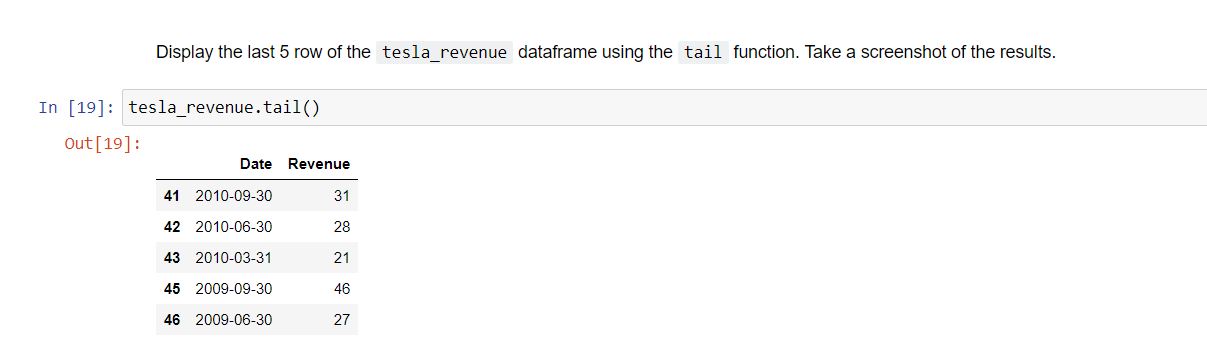 Display the last 5 row of the tesla_revenue dataframe using the tail function. Take a screenshot of the results.
In [19]: tesla_revenue.tail()
Out[19]:
Date Revenue
41 2010-09-30 31
42 2010-06-30 28
43 2010-03-31 21
45 2009-09-30 46
46 2009-06-30 27